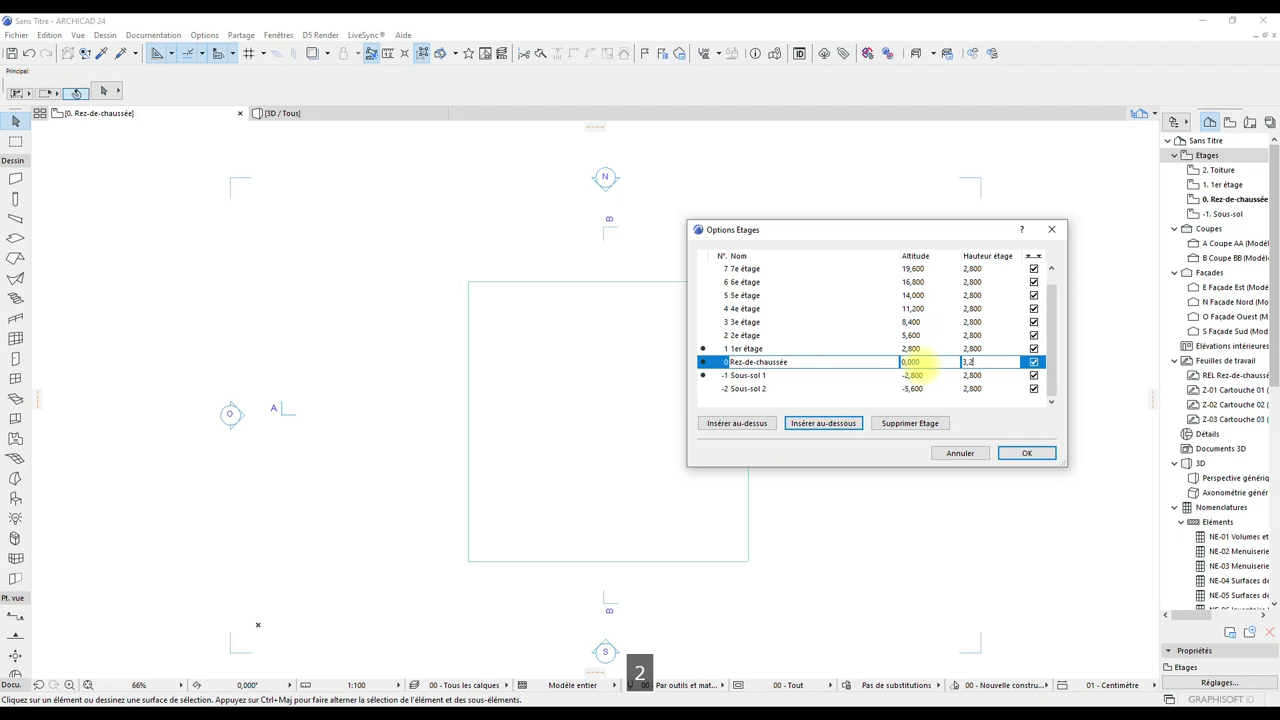 Sans Titre - ARCHICAD 24
Fichier Edition Vue Dessin Documentation Options Partage Fenêtres D5 Render LiveSync® Aide
Principal:
[0. Rez-de-chaussée]
[3D / Tous]
Dessin
N
B
O
A
B
S
Options Etages
N°. Nom Altitude Hauteur étage
7 7e étage 19,600 2,800
6 6e étage 16,800 2,800
5 5e étage 14,000 2,800
4 4e étage 11,200 2,800
3 3e étage 8,400 2,800
2 2e étage 5,600 2,800
1 1er étage 2,800 2,800
0 Rez-de-chaussée 0,000 3,2
-1 Sous-sol 1 -2,800 2,800
-2 Sous-sol 2 -5,600 2,800
Insérer au-dessus Insérer au-dessous Supprimer Etage
Annuler OK
Sans Titre
Etages
2. Toiture
1. 1er étage
0. Rez-de-chaussée
-1. Sous-sol
Coupes
A Coupe AA (Modè
B Coupe BB (Modè
Façades
E Façade Est (Modè
N Façade Nord (Mod
O Façade Ouest (Mod
S Façade Sud (Modè
Elévations intérieures
Feuilles de travail
REL Rez-de-chaussé
Z-01 Cartouche 01 (
Z-02 Cartouche 02 (
Z-03 Cartouche 03 (
Détails
Documents 3D
3D
Perspective génériq
Axonométrie génér
Nomenclatures
Eléments
NE-01 Volumes et
NE-02 Menuiserie
NE-03 Menuiserie
NE-04 Surfaces de
NE-05 Surfaces de
Propriétés
Etages
Réglages...
Pt. vue
Docu.
2
66% 0,000° 1:100 00 - Tous les calques Modèle entier 00 - Par outils et mat... 00 - Tout Pas de substitutions 00 - Nouvelle constru... 01 - Centimètre
Cliquez sur un élément ou dessinez une surface de sélection. Appuyez sur Ctrl+Maj pour faire alterner la sélection de l'élément et des sous-éléments.
GRAPHISOFT ID